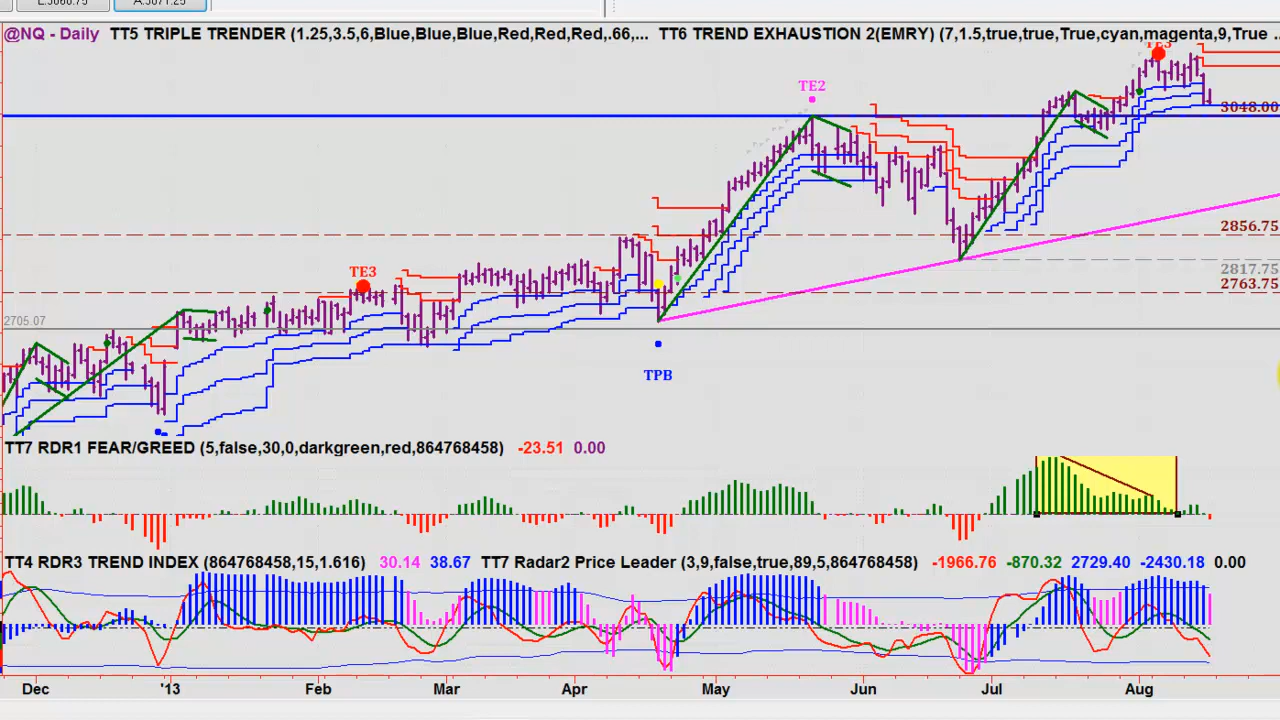 L:3060.75 A:3071.25
@NQ - Daily TT5 TRIPLE TRENDER (1.25,3.5,6,Blue,Blue,Blue,Red,Red,Red,.66,... TT6 TREND EXHAUSTION 2(EMRY) (7,1.5,true,true,True,cyan,magenta,9,True ...
TE3
TE2
3048.00
2856.75
TE3
2817.75
2763.75
2705.07
TPB
TT7 RDR1 FEAR/GREED (5,false,30,0,darkgreen,red,864768458) -23.51 0.00
TT4 RDR3 TREND INDEX (864768458,15,1.616) 30.14 38.67 TT7 Radar2 Price Leader (3,9,false,true,89,5,864768458) -1966.76 -870.32 2729.40 -2430.18 0.00
Dec '13 Feb Mar Apr May Jun Jul Aug